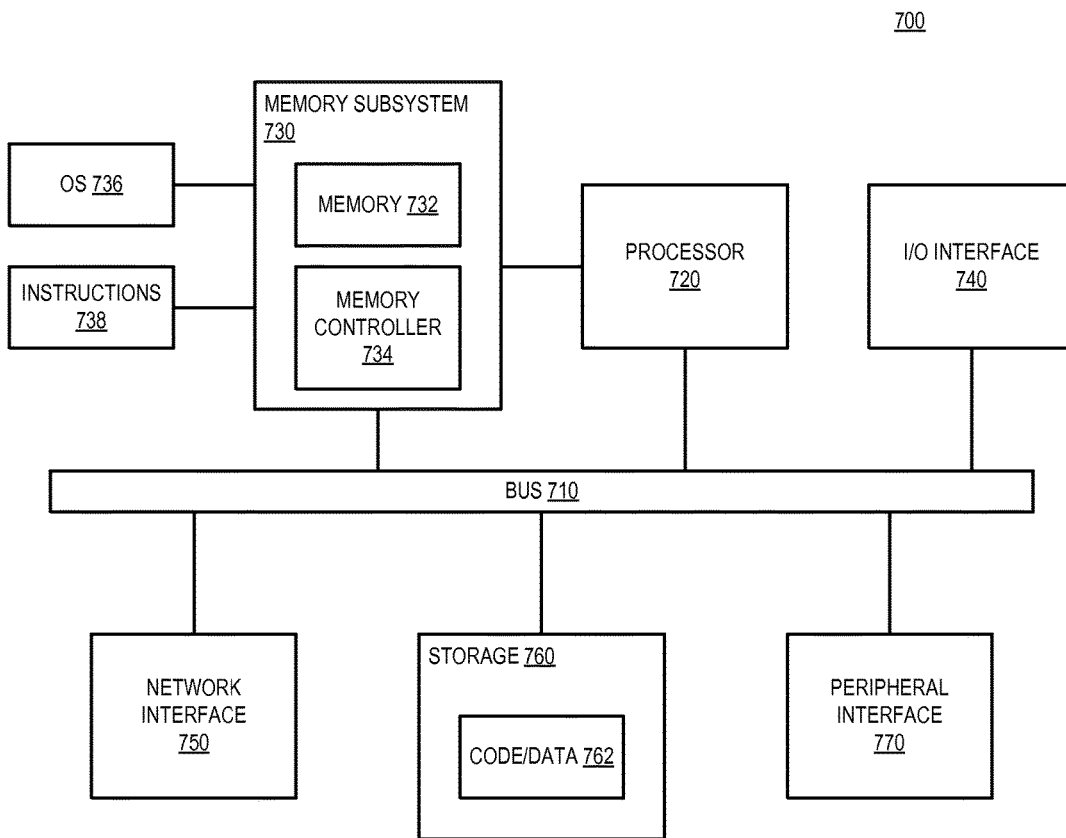 700
MEMORY SUBSYSTEM
730
OS 736
MEMORY 732
PROCESSOR
720
I/O INTERFACE
740
INSTRUCTIONS
738
MEMORY
CONTROLLER
734
BUS 710
NETWORK
INTERFACE
750
STORAGE 760
CODE/DATA 762
PERIPHERAL
INTERFACE
770